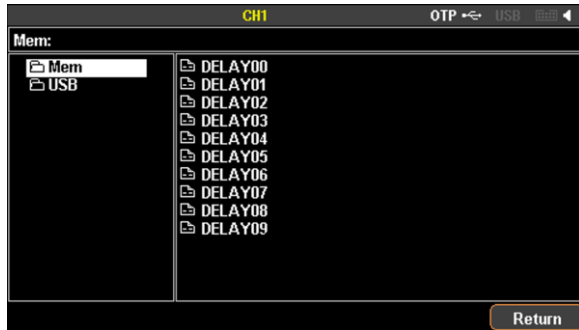 CH1 OTP USB
Mem:
Mem
USB
DELAY00
DELAY01
DELAY02
DELAY03
DELAY04
DELAY05
DELAY06
DELAY07
DELAY08
DELAY09
Return